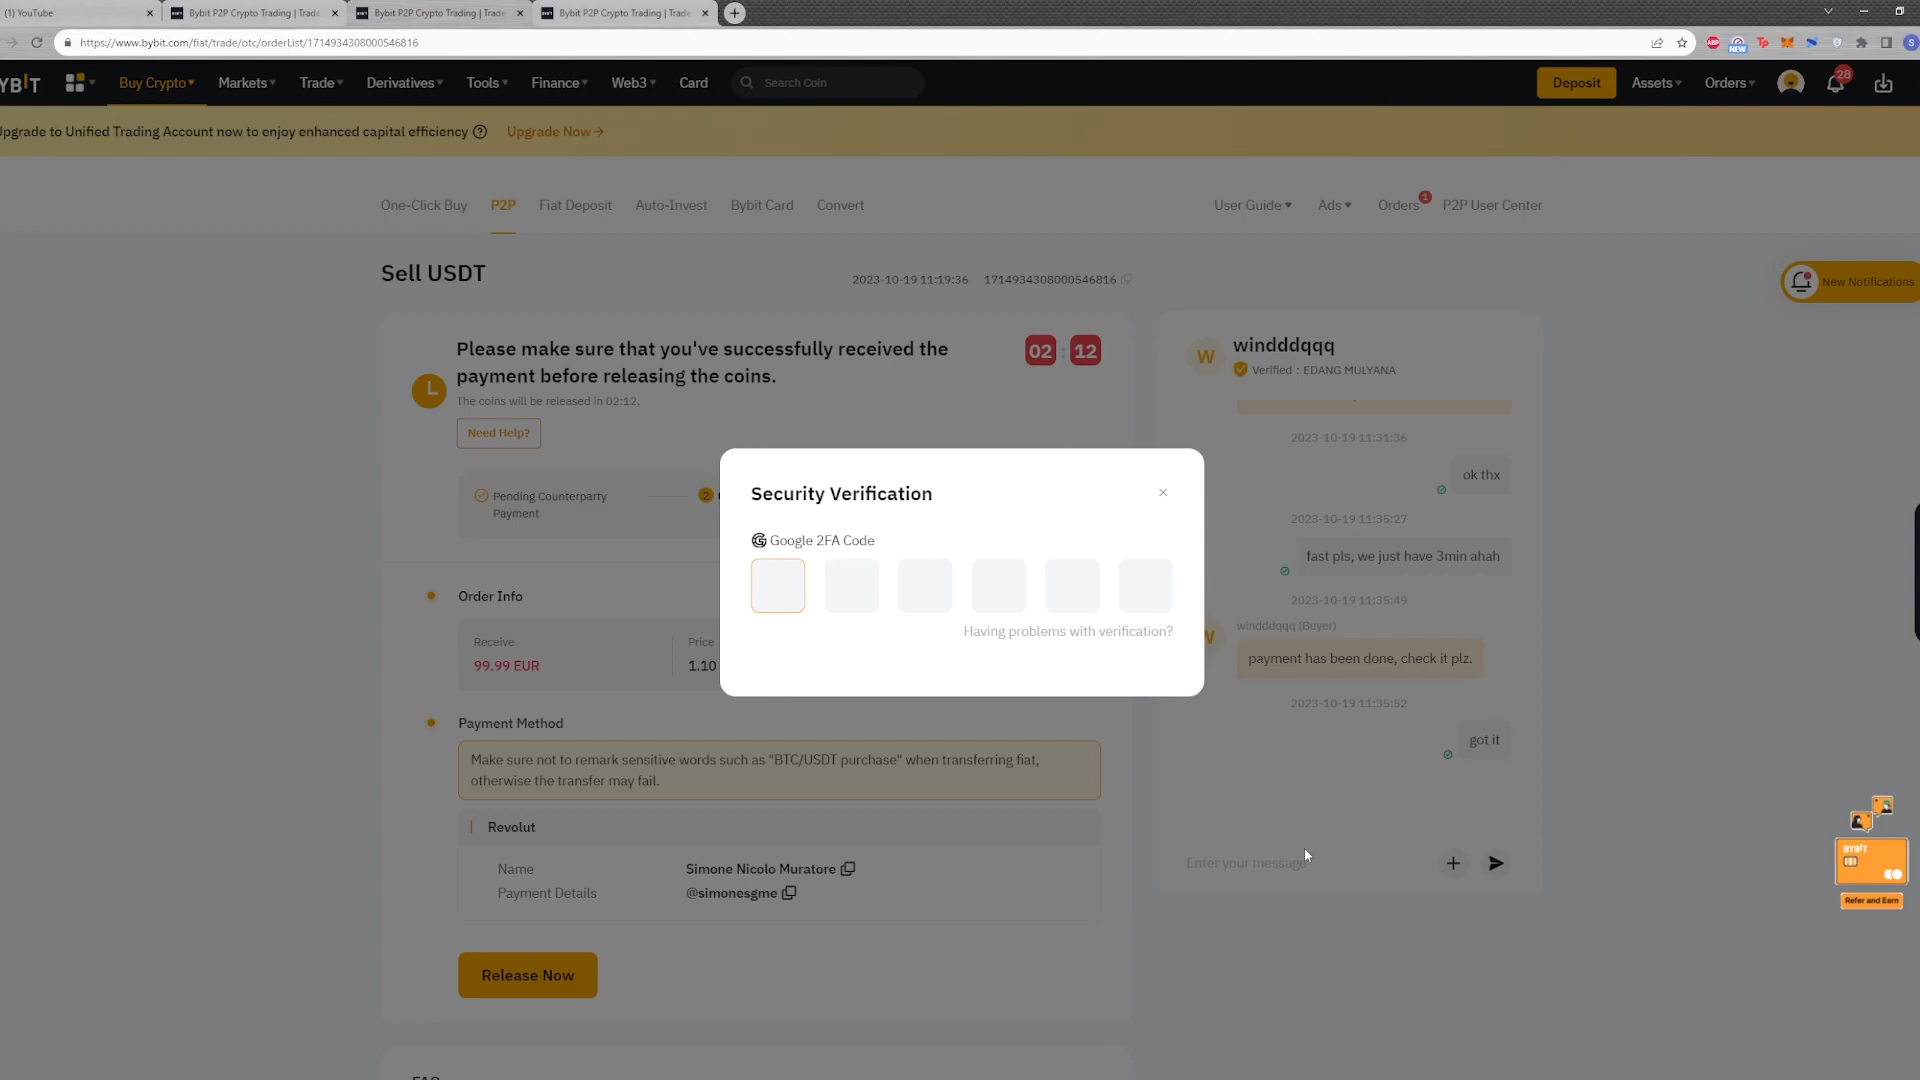 (1) YouTube
Bybit P2P Crypto Trading | Trade
Bybit P2P Crypto Trading | Trade
Bybit P2P Crypto Trading | Trade
https://www.bybit.com/fiat/trade/otc/orderList/1714934308000546816
NEW
S
YBIT
Buy Crypto
Markets
Trade
Derivatives
Tools
Finance
Web3
Card
Search Coin
Deposit
Assets
Orders
28
Upgrade to Unified Trading Account now to enjoy enhanced capital efficiency
Upgrade Now
One-Click Buy
P2P
Fiat Deposit
Auto-Invest
Bybit Card
Convert
User Guide
Ads
Orders
1
P2P User Center
Sell USDT
2023-10-19 11:19:36
1714934308000546816
New Notifications
Please make sure that you've successfully received the
payment before releasing the coins.
02 : 12
The coins will be released in 02:12.
Need Help?
Pending Counterparty
Payment
2
Order Info
Receive
99.99 EUR
Price
1.10
Payment Method
Make sure not to remark sensitive words such as "BTC/USDT purchase" when transferring fiat,
otherwise the transfer may fail.
Revolut
Name
Simone Nicolo Muratore
Payment Details
@simonesgme
Release Now
FAQ
Security Verification
Google 2FA Code
Having problems with verification?
W
windddqqq
Verified : EDANG MULYANA
2023-10-19 11:31:36
ok thx
2023-10-19 11:35:27
fast pls, we just have 3min ahah
2023-10-19 11:35:49
windddqqq (Buyer)
W
payment has been done, check it plz.
2023-10-19 11:35:52
got it
Enter your message
BYBIT
Refer and Earn